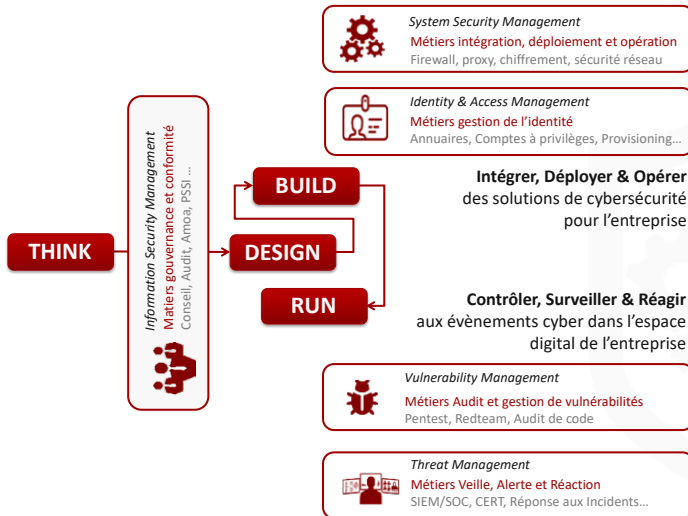 System Security Management
Métiers intégration, déploiement et opération
Firewall, proxy, chiffrement, sécurité réseau
Identity & Access Management
Métiers gestion de l'identité
Annuaires, Comptes à privilèges, Provisioning...
Information Security Management
Matiers gouvernance et conformité
Conseil, Audit, Amoa, PSSI ...
THINK
BUILD
DESIGN
RUN
Intégrer, Déployer & Opérer
des solutions de cybersécurité
pour l'entreprise
Contrôler, Surveiller & Réagir
aux évènements cyber dans l'espace
digital de l'entreprise
Vulnerability Management
Métiers Audit et gestion de vulnérabilités
Pentest, Redteam, Audit de code
Threat Management
Métiers Veille, Alerte et Réaction
SIEM/SOC, CERT, Réponse aux Incidents...